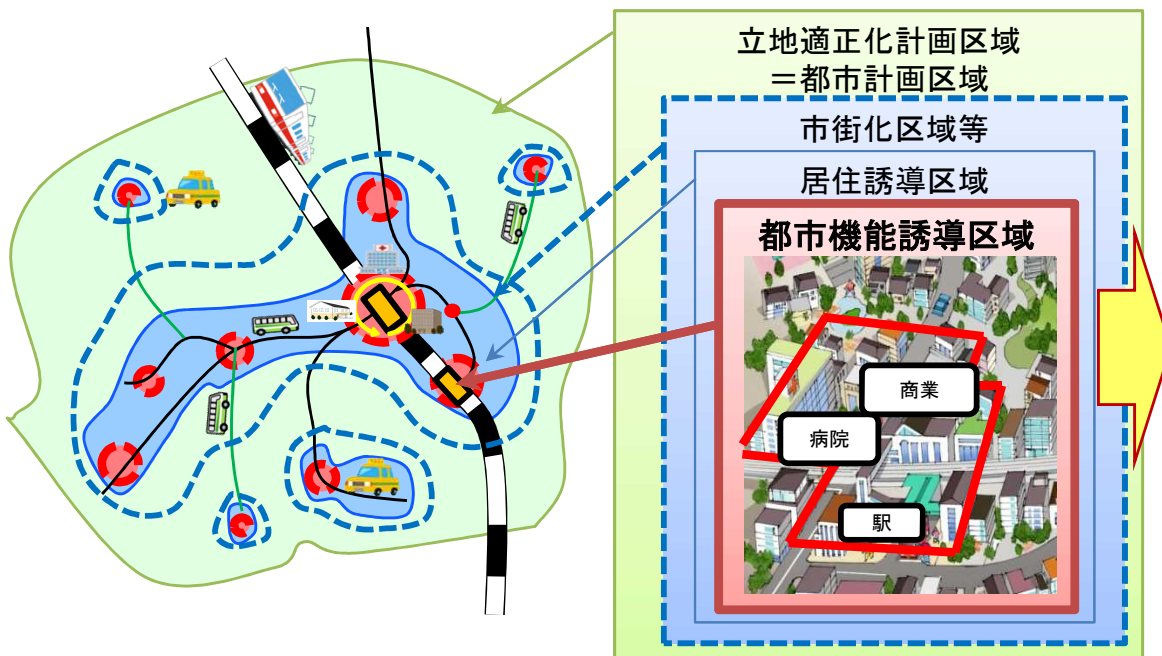 立地適正化計画区域
＝都市計画区域
市街化区域等
居住誘導区域
都市機能誘導区域
商業
病院
駅